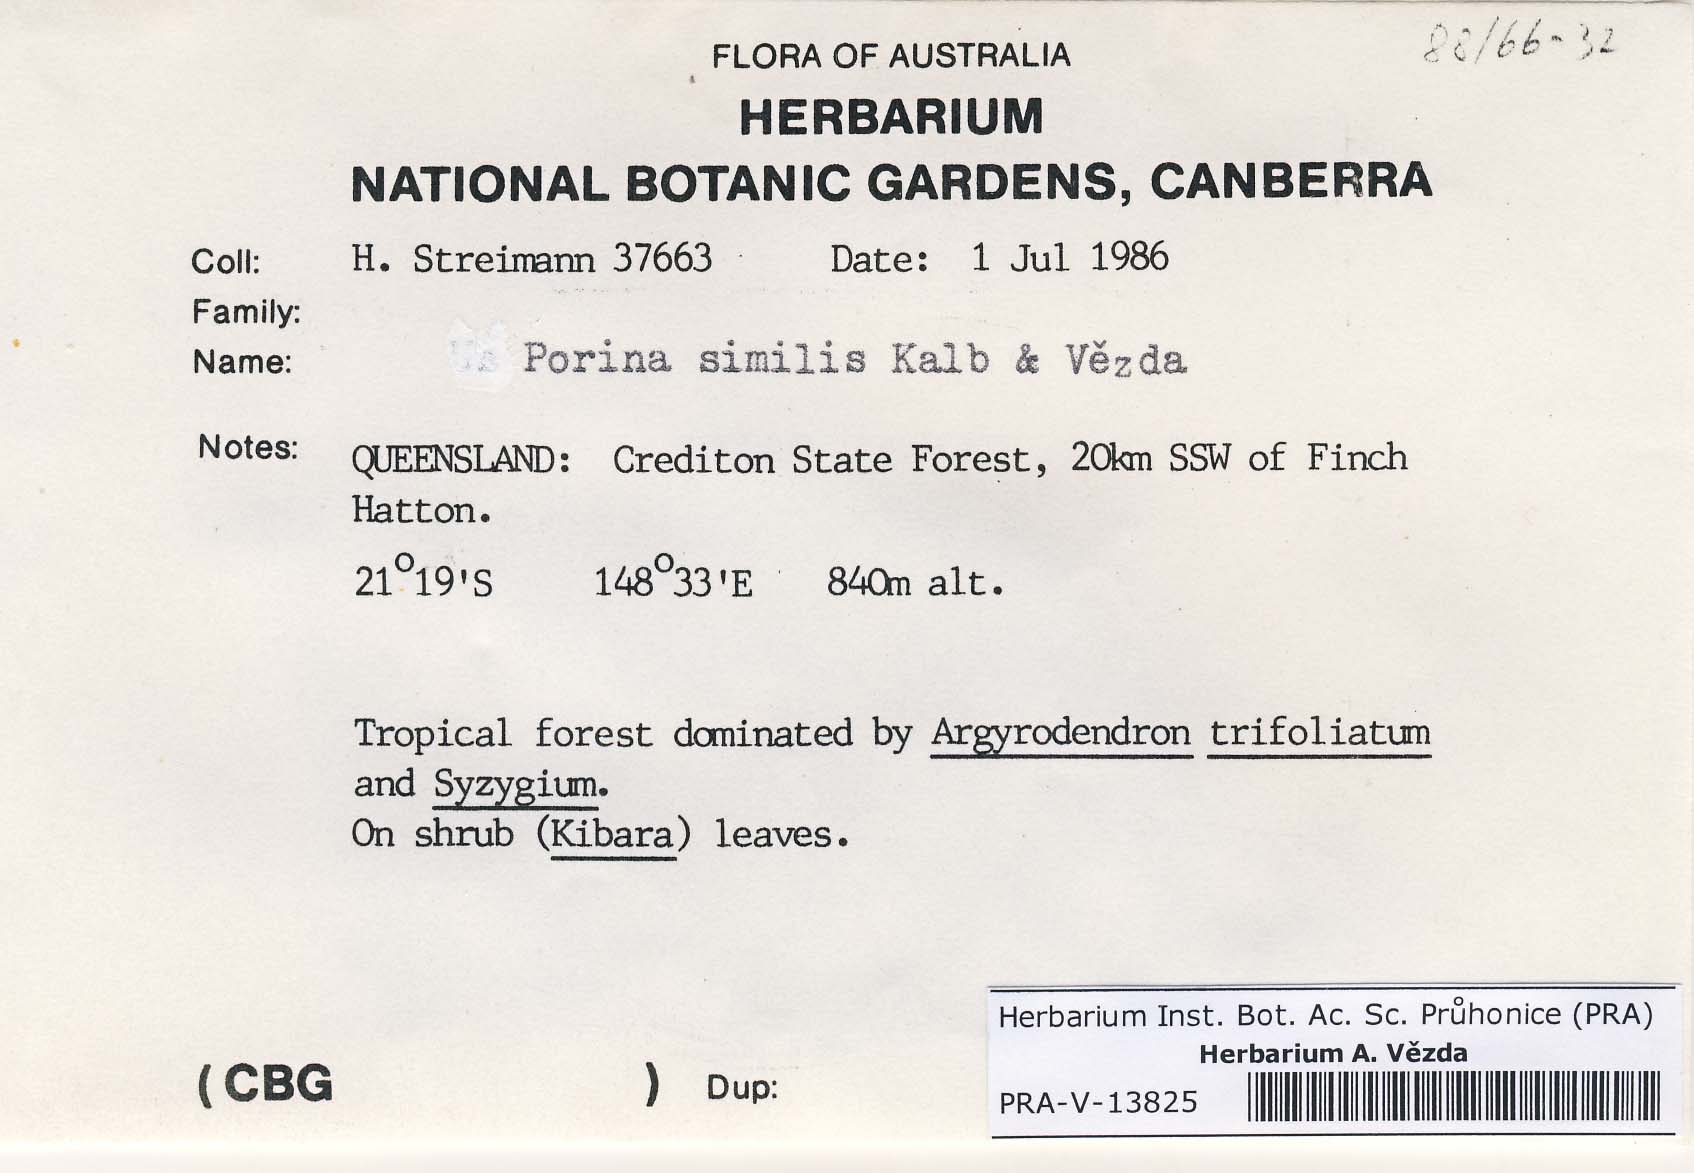 88/66-32
FLORA OF AUSTRALIA
HERBARIUM
NATIONAL BOTANIC GARDENS, CANBERRA
Coll: H. Streimann 37663 Date: 1 Jul 1986
Family:
Name: Porina similis Kalb & Vězda
Notes: QUEENSLAND: Crediton State Forest, 20km SSW of Finch
Hatton.
21°19'S 148°33'E 840m alt.
Tropical forest dominated by Argyrodendron trifoliatum
and Syzygium.
On shrub (Kibara) leaves.
(CBG ) Dup:
Herbarium Inst. Bot. Ac. Sc. Průhonice (PRA)
Herbarium A. Vězda
PRA-V-13825